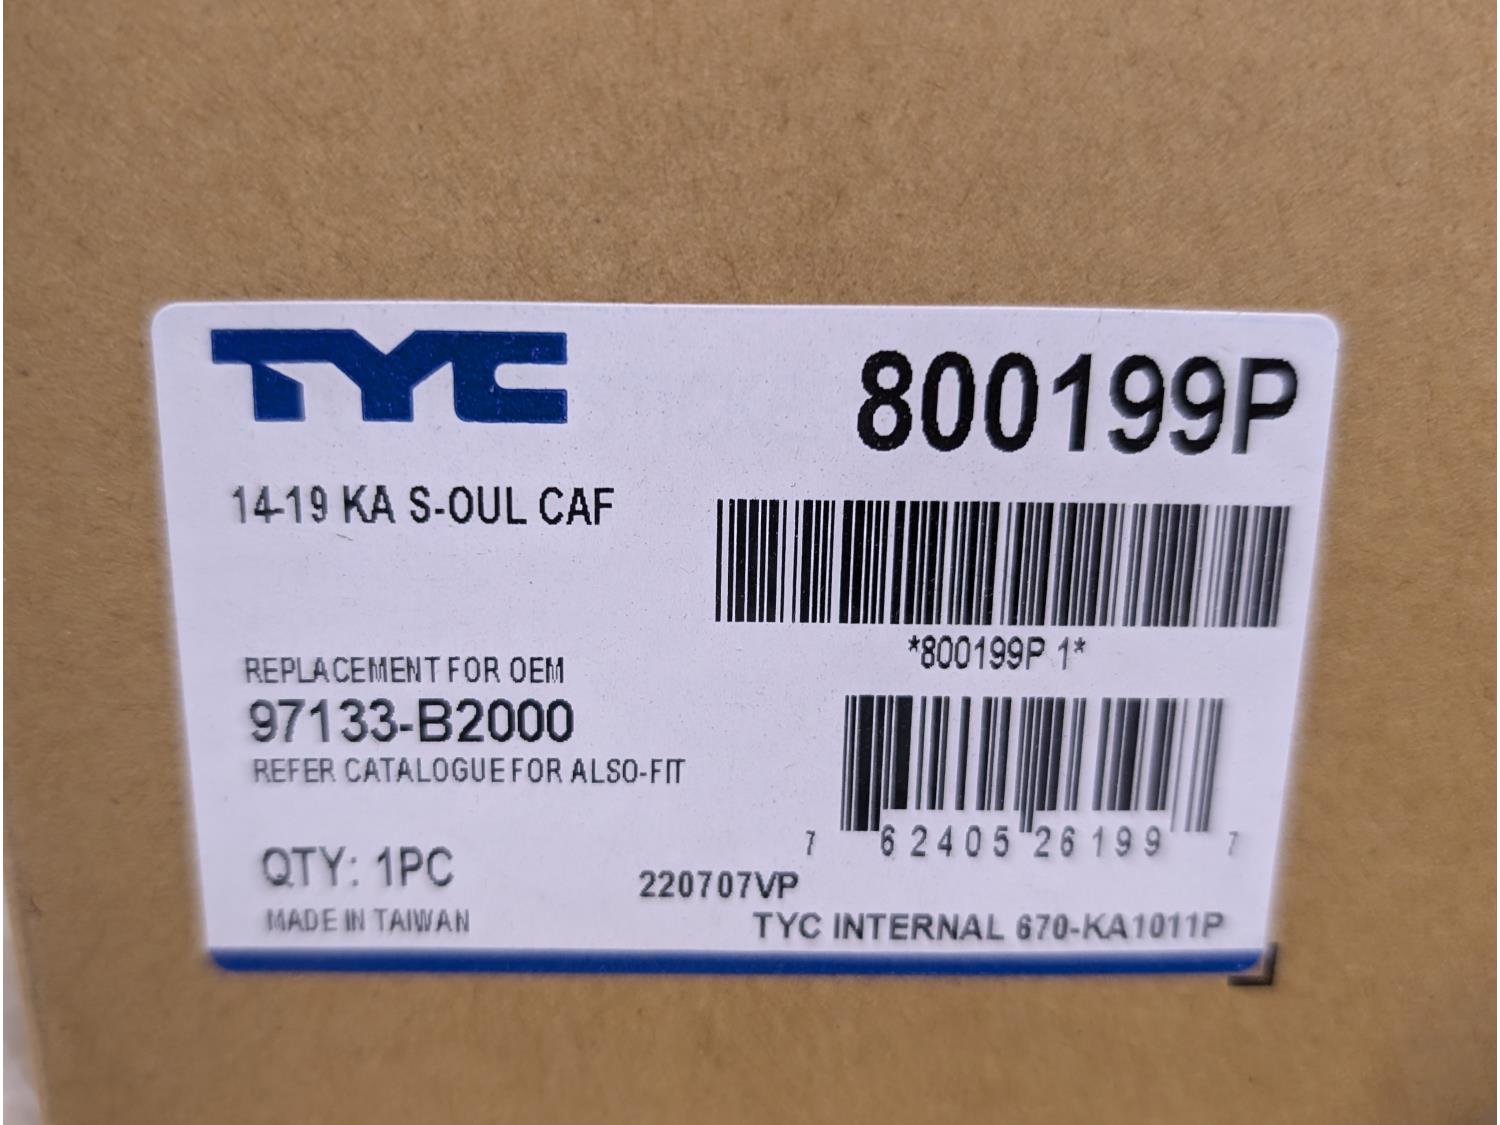 TYC
800199P
14-19 KA S-OUL CAF
*800199P 1*
REPLACEMENT FOR OEM
97133-B2000
REFER CATALOGUE FOR ALSO-FIT
7 62405 26199 7
QTY: 1PC
220707VP
MADE IN TAIWAN
TYC INTERNAL 670-KA1011P